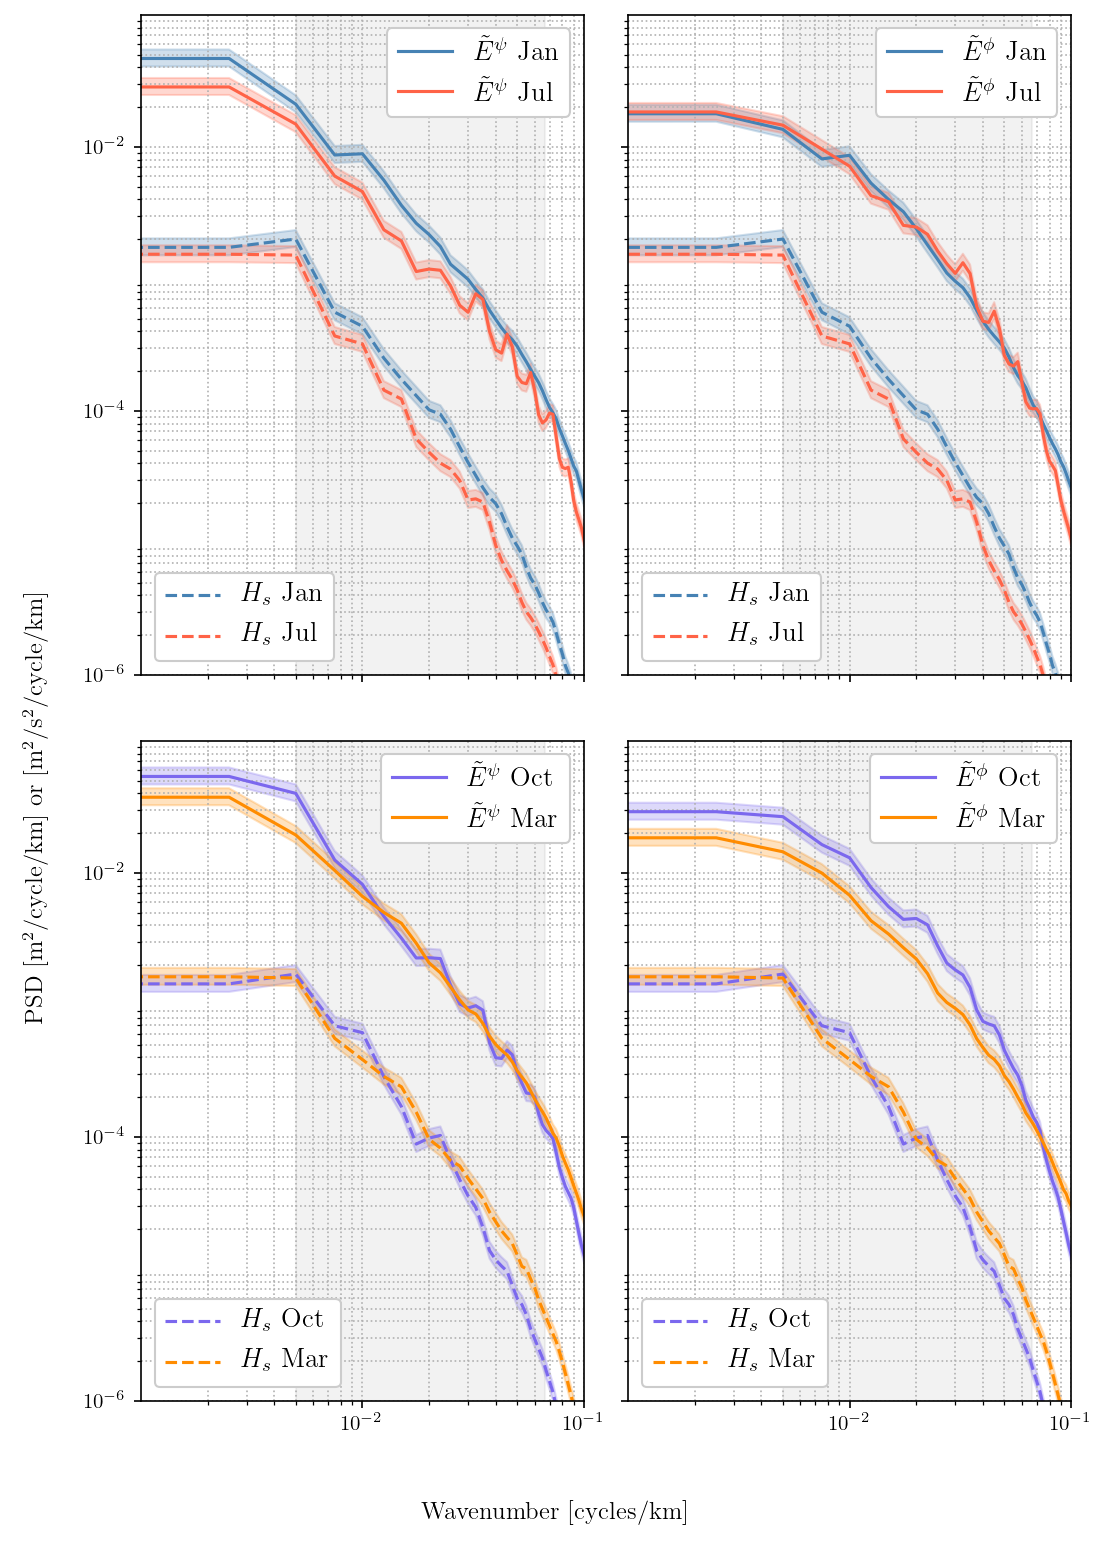 Ẽ^ψ Jan
Ẽ^ψ Jul
Ẽ^ϕ Jan
Ẽ^ϕ Jul
10⁻²
10⁻⁴
10⁻⁶
H_s Jan
H_s Jul
H_s Jan
H_s Jul
PSD [m²/cycle/km] or [m²/s²/cycle/km]
Ẽ^ψ Oct
Ẽ^ψ Mar
Ẽ^ϕ Oct
Ẽ^ϕ Mar
10⁻²
10⁻⁴
10⁻⁶
H_s Oct
H_s Mar
H_s Oct
H_s Mar
10⁻² 10⁻¹ 10⁻² 10⁻¹
Wavenumber [cycles/km]